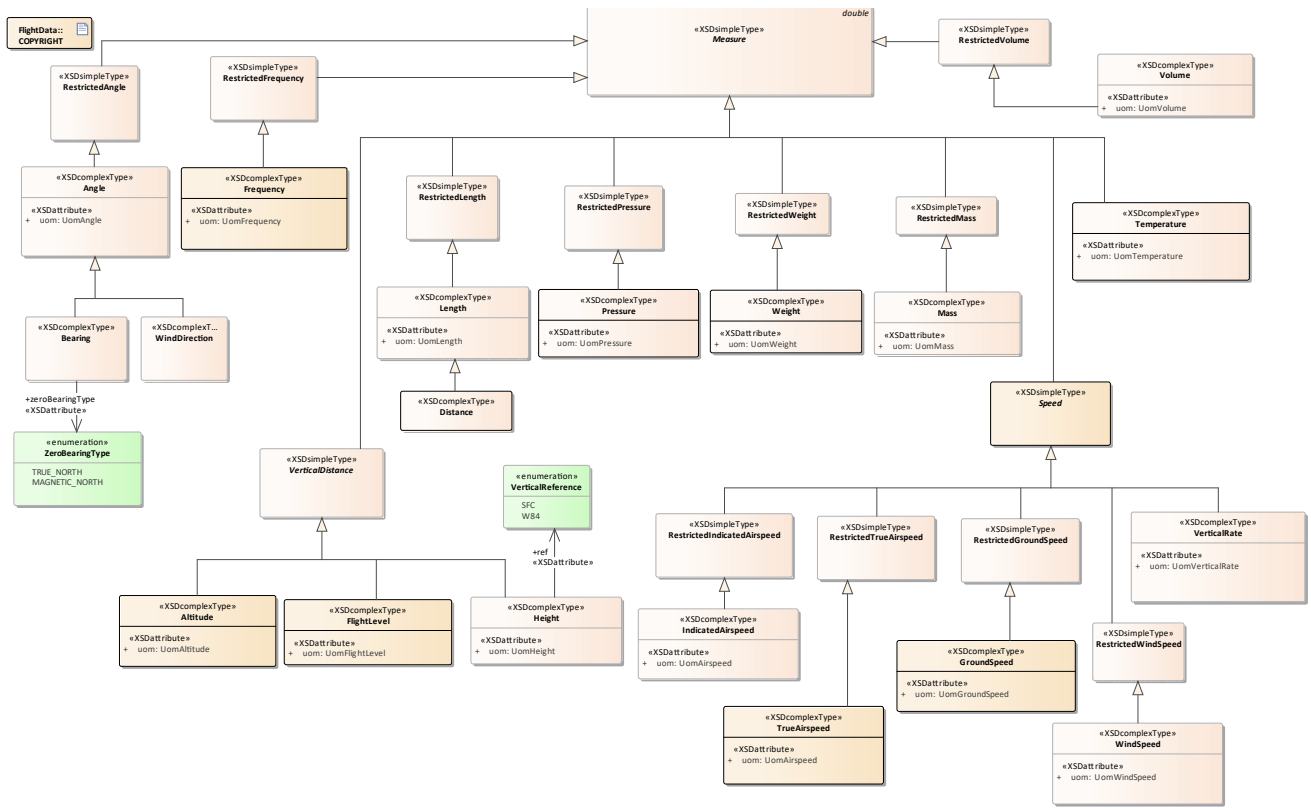 FlightData::
COPYRIGHT
double
«XSDsimpleType»
Measure
«XSDsimpleType»
RestrictedVolume
«XSDcomplexType»
Volume
«XSDattribute»
+ uom: UomVolume
«XSDsimpleType»
RestrictedAngle
«XSDsimpleType»
RestrictedFrequency
«XSDcomplexType»
Angle
«XSDattribute»
+ uom: UomAngle
«XSDcomplexType»
Frequency
«XSDattribute»
+ uom: UomFrequency
«XSDsimpleType»
RestrictedLength
«XSDsimpleType»
RestrictedPressure
«XSDsimpleType»
RestrictedWeight
«XSDsimpleType»
RestrictedMass
«XSDcomplexType»
Temperature
«XSDattribute»
+ uom: UomTemperature
«XSDcomplexType»
Length
«XSDattribute»
+ uom: UomLength
«XSDcomplexType»
Pressure
«XSDattribute»
+ uom: UomPressure
«XSDcomplexType»
Weight
«XSDattribute»
+ uom: UomWeight
«XSDcomplexType»
Mass
«XSDattribute»
+ uom: UomMass
«XSDcomplexType»
Bearing
«XSDcomplexT...
WindDirection
+zeroBearingType
«XSDAttribute»
«XSDcomplexType»
Distance
«XSDsimpleType»
Speed
«enumeration»
ZeroBearingType
TRUE_NORTH
MAGNETIC_NORTH
«XSDsimpleType»
VerticalDistance
«enumeration»
VerticalReference
SFC
W84
+ref
«XSDAttribute»
«XSDsimpleType»
RestrictedIndicatedAirspeed
«XSDsimpleType»
RestrictedTrueAirspeed
«XSDsimpleType»
RestrictedGroundSpeed
«XSDcomplexType»
VerticalRate
«XSDattribute»
+ uom: UomVerticalRate
«XSDcomplexType»
Altitude
«XSDattribute»
+ uom: UomAltitude
«XSDcomplexType»
FlightLevel
«XSDattribute»
+ uom: UomFlightLevel
«XSDcomplexType»
Height
«XSDattribute»
+ uom: UomHeight
«XSDcomplexType»
IndicatedAirspeed
«XSDattribute»
+ uom: UomAirspeed
«XSDcomplexType»
GroundSpeed
«XSDattribute»
+ uom: UomGroundSpeed
«XSDsimpleType»
RestrictedWindSpeed
«XSDcomplexType»
TrueAirspeed
«XSDattribute»
+ uom: UomAirspeed
«XSDcomplexType»
WindSpeed
«XSDattribute»
+ uom: UomWindSpeed